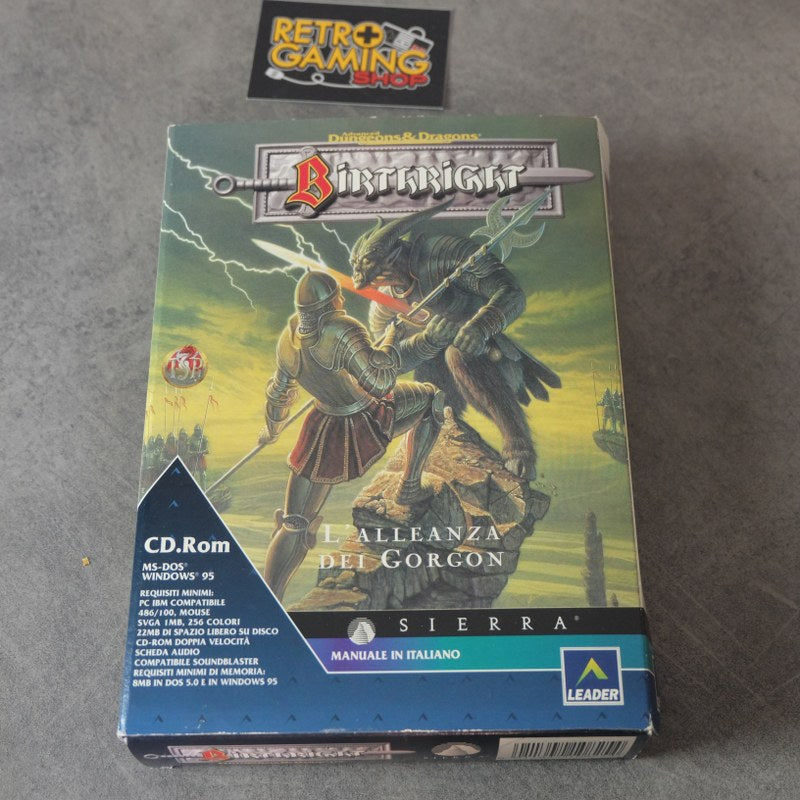 RETRO
GAMING
SHOP
Advanced
Dungeons & Dragons®
BIRTHRIGHT
TSR
L'ALLEANZA
DEI GORGON
CD.Rom
MS-DOS®
WINDOWS® 95
REQUISITI MINIMI:
PC IBM COMPATIBILE
486/100, MOUSE
SVGA 1MB, 256 COLORI
22MB DI SPAZIO LIBERO SU DISCO
CD-ROM DOPPIA VELOCITÀ
SCHEDA AUDIO
COMPATIBILE SOUNDBLASTER
REQUISITI MINIMI DI MEMORIA:
8MB IN DOS 5.0 E IN WINDOWS 95
SIERRA®
MANUALE IN ITALIANO
LEADER
BIRTHRIGHT